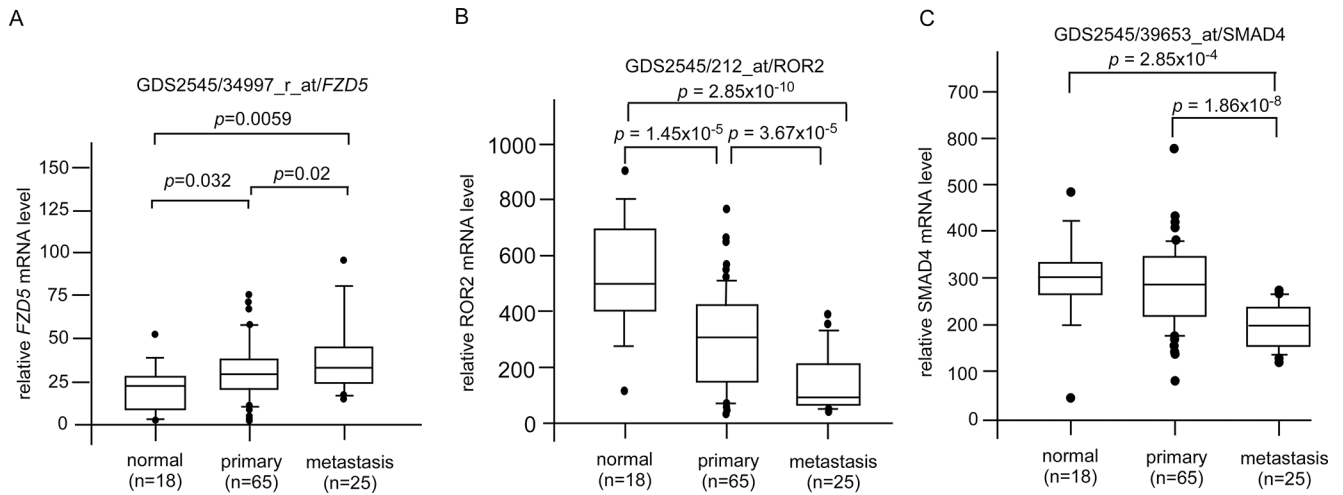 A
GDS2545/34997_r_at/FZD5
p=0.0059
p=0.032
p=0.02
relative FZD5 mRNA level
150
125
100
75
50
25
0
normal
(n=18)
primary
(n=65)
metastasis
(n=25)
B
GDS2545/212_at/ROR2
p = 2.85x10-10
p = 1.45x10-5
p = 3.67x10-5
relative ROR2 mRNA level
1000
800
600
400
200
0
normal
(n=18)
primary
(n=65)
metastasis
(n=25)
C
GDS2545/39653_at/SMAD4
p = 2.85x10-4
p = 1.86x10-8
relative SMAD4 mRNA level
700
800
500
400
300
200
100
0
normal
(n=18)
primary
(n=65)
metastasis
(n=25)